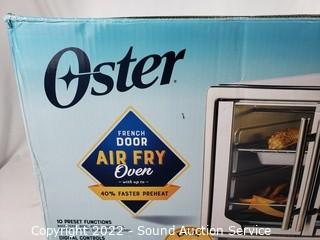 Oster
FRENCH
DOOR
AIR FRY
Oven
with up to
40% FASTER PREHEAT
10 PRESET FUNCTIONS
DIGITAL CONTROLS
Copyright 2022 - Sound Auction Service